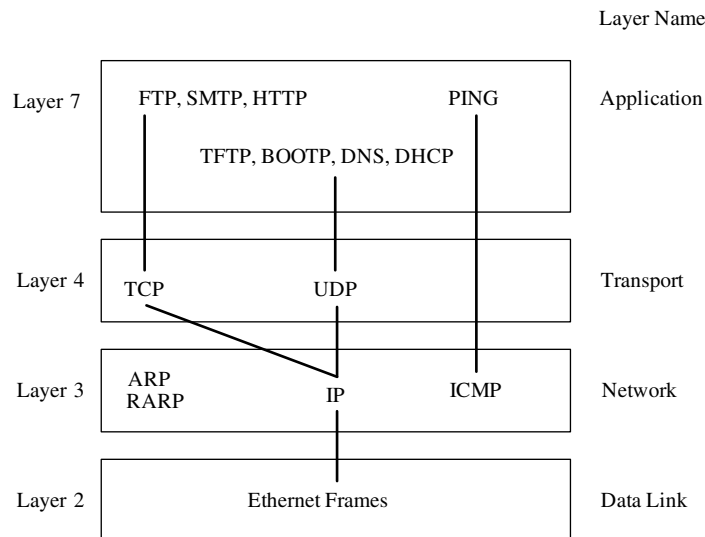 Layer Name
Layer 7
FTP, SMTP, HTTP
PING
Application
TFTP, BOOTP, DNS, DHCP
Layer 4
TCP
UDP
Transport
Layer 3
ARP
RARP
IP
ICMP
Network
Layer 2
Ethernet Frames
Data Link